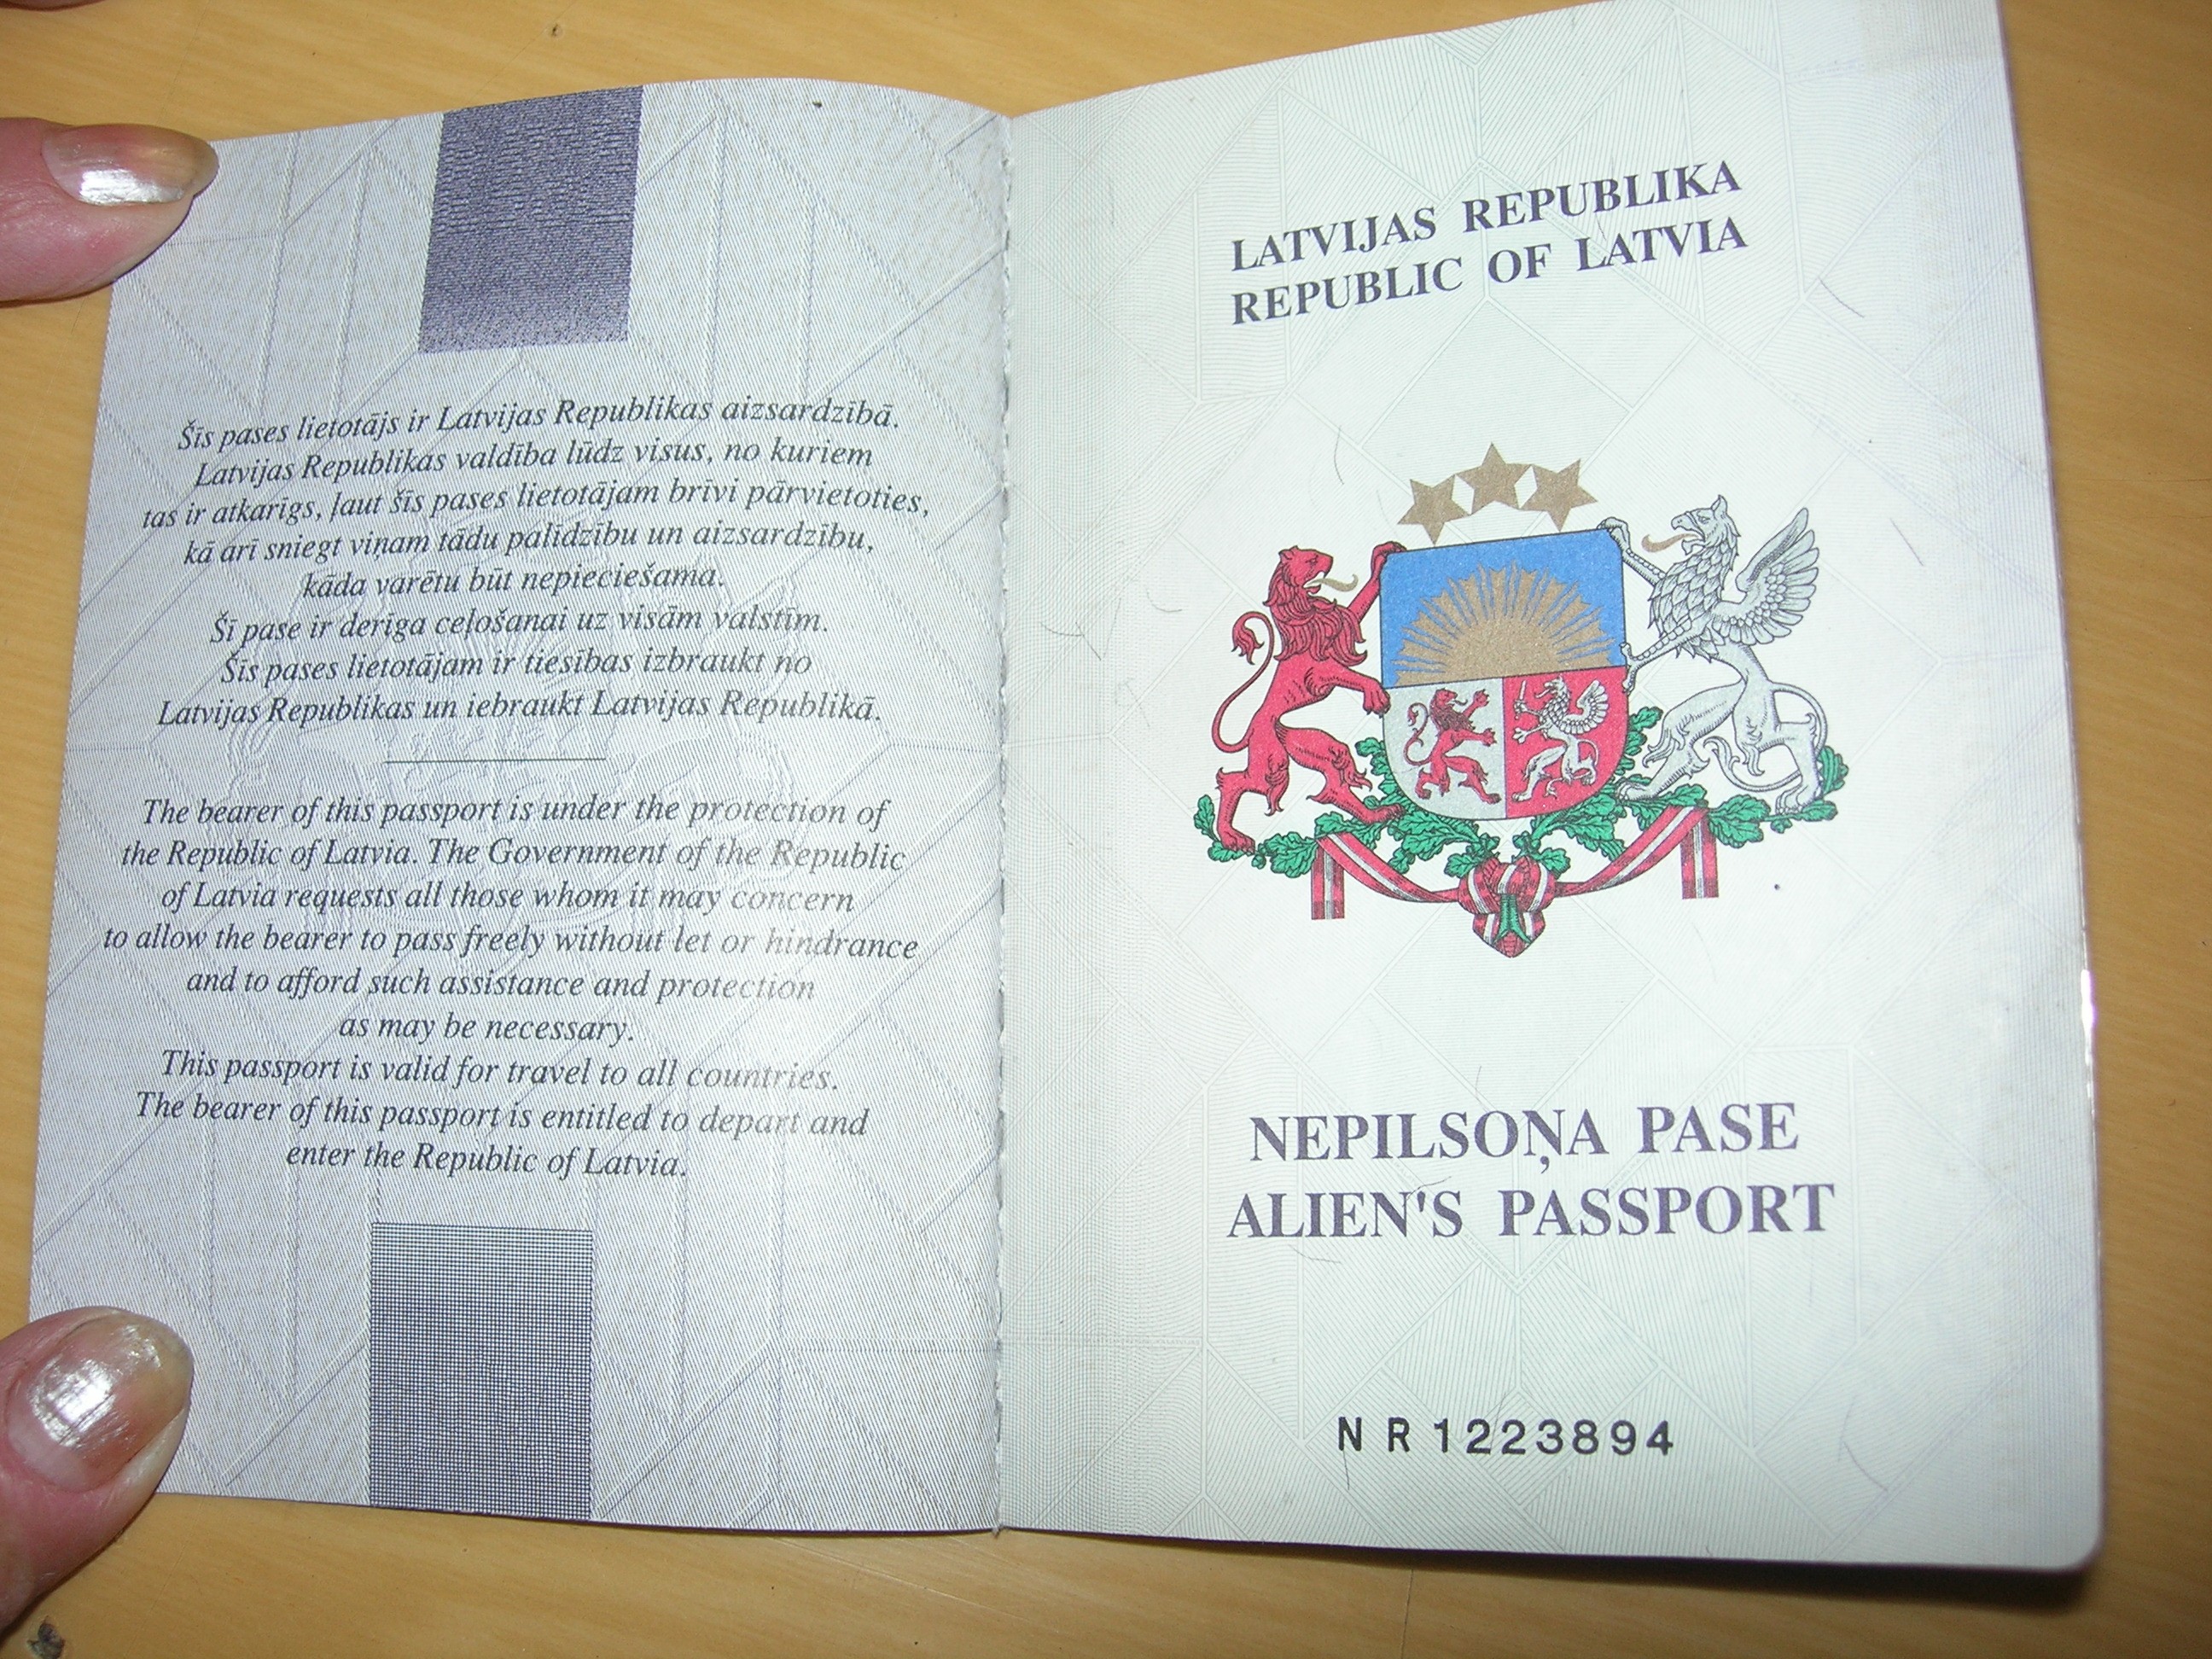 Šīs pases lietotājs ir Latvijas Republikas aizsardzībā.
Latvijas Republikas valdība lūdz visus, no kuriem
tas ir atkarīgs, ļaut šīs pases lietotājam brīvi pārvietoties,
kā arī sniegt viņam tādu palīdzību un aizsardzību,
kāda varētu būt nepieciešama.
Šī pase ir derīga ceļošanai uz visām valstīm.
Šīs pases lietotājam ir tiesības izbraukt no
Latvijas Republikas un iebraukt Latvijas Republikā.
The bearer of this passport is under the protection of
the Republic of Latvia. The Government of the Republic
of Latvia requests all those whom it may concern
to allow the bearer to pass freely without let or hindrance
and to afford such assistance and protection
as may be necessary.
This passport is valid for travel to all countries.
The bearer of this passport is entitled to depart and
enter the Republic of Latvia.
LATVIJAS REPUBLIKA
REPUBLIC OF LATVIA
NEPILSOŅA PASE
ALIEN'S PASSPORT
NR1223894